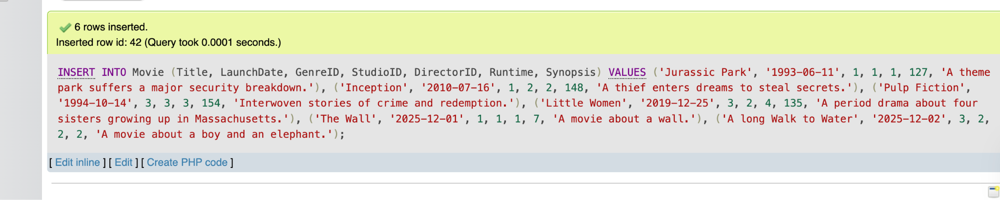 6 rows inserted.
Inserted row id: 42 (Query took 0.0001 seconds.)
INSERT INTO Movie (Title, LaunchDate, GenreID, StudioID, DirectorID, Runtime, Synopsis) VALUES ('Jurassic Park', '1993-06-11', 1, 1, 1, 127, 'A theme
park suffers a major security breakdown.'), ('Inception', '2010-07-16', 1, 2, 2, 148, 'A thief enters dreams to steal secrets.'), ('Pulp Fiction',
'1994-10-14', 3, 3, 3, 154, 'Interwoven stories of crime and redemption.'), ('Little Women', '2019-12-25', 3, 2, 4, 135, 'A period drama about four
sisters growing up in Massachusetts.'), ('The Wall', '2025-12-01', 1, 1, 1, 7, 'A movie about a wall.'), ('A long Walk to Water', '2025-12-02', 3, 2,
2, 2, 'A movie about a boy and an elephant.');
[ Edit inline ] [ Edit ] [ Create PHP code ]